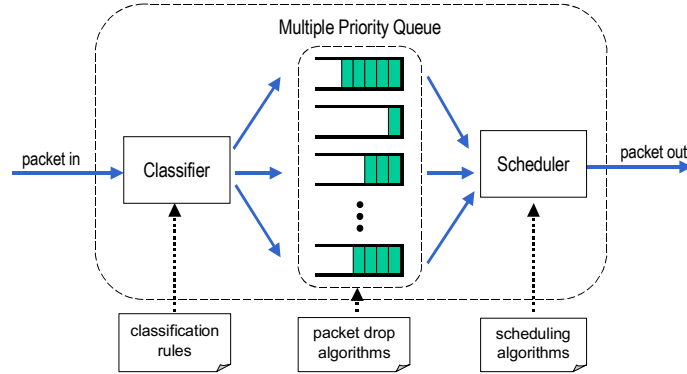 Multiple Priority Queue
packet in
Classifier
Scheduler
packet out
classification
rules
packet drop
algorithms
scheduling
algorithms